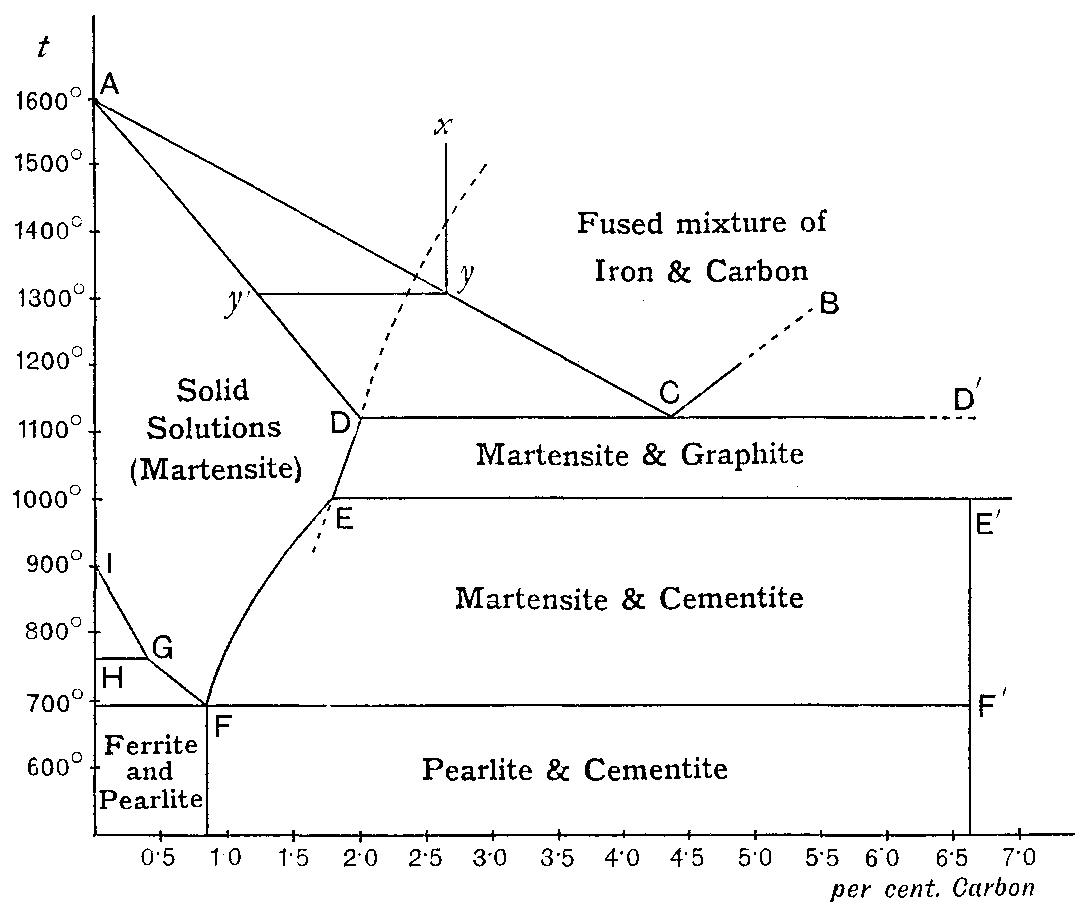 t
A
1600°
x
1500°
1400°
Fused mixture of
Iron & Carbon
y
y'
1300°
B
1200°
Solid
Solutions
(Martensite)
C
D'
D
1100°
Martensite & Graphite
1000°
E
E'
900°
I
Martensite & Cementite
800°
G
H
700°
F
F'
Ferrite
and
Pearlite
600°
Pearlite & Cementite
0·5 1·0 1·5 2·0 2·5 3·0 3·5 4·0 4·5 5·0 5·5 6·0 6·5 7·0
per cent. Carbon